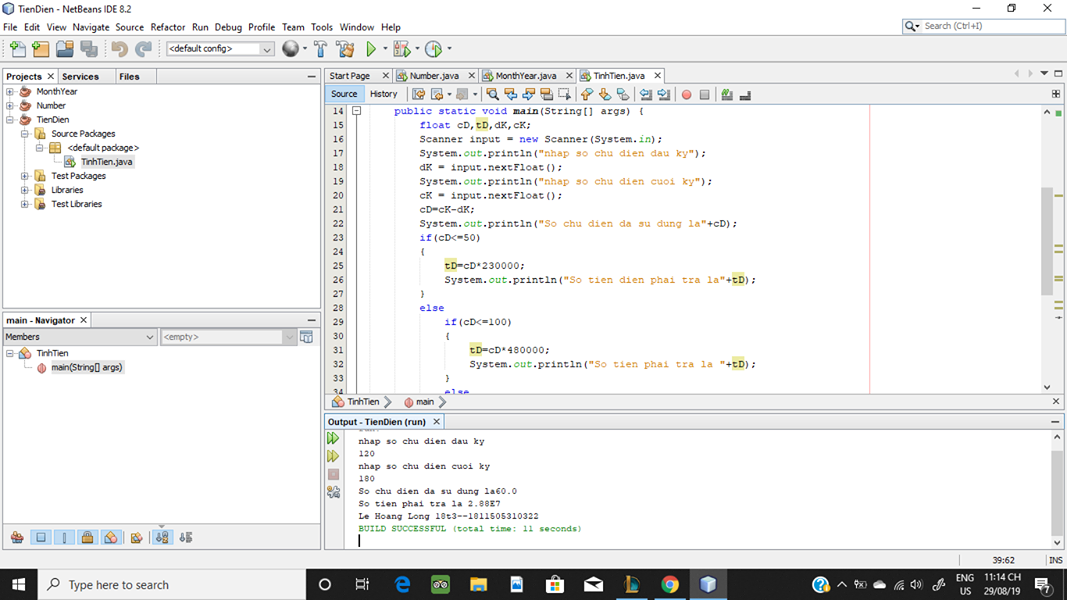 TienDien - NetBeans IDE 8.2
File Edit View Navigate Source Refactor Run Debug Profile Team Tools Window Help
Search (Ctrl+I)
<default config>
Projects Services Files
MonthYear
Number
TienDien
Source Packages
<default package>
TinhTien.java
Test Packages
Libraries
Test Libraries
main - Navigator
Members <empty>
TinhTien
main(String[] args)
Start Page Number.java MonthYear.java TinhTien.java
Source History
14 public static void main(String[] args) {
15 float cD,tD,dK,cK;
16 Scanner input = new Scanner(System.in);
17 System.out.println("nhap so chu dien dau ky");
18 dK = input.nextFloat();
19 System.out.println("nhap so chu dien cuoi ky");
20 cK = input.nextFloat();
21 cD=cK-dK;
22 System.out.println("So chu dien da su dung la"+cD);
23 if(cD<=50)
24 {
25 tD=cD*230000;
26 System.out.println("So tien dien phai tra la"+tD);
27 }
28 else
29 if(cD<=100)
30 {
31 tD=cD*480000;
32 System.out.println("So tien phai tra la "+tD);
33 }
34 else
TinhTien main
Output - TienDien (run)
run:
nhap so chu dien dau ky
120
nhap so chu dien cuoi ky
180
So chu dien da su dung la60.0
So tien phai tra la 2.88E7
Le Hoang Long 18t3--1811505310322
BUILD SUCCESSFUL (total time: 11 seconds)
39:62 INS
Type here to search
ENG
US
11:14 CH
29/08/19
7